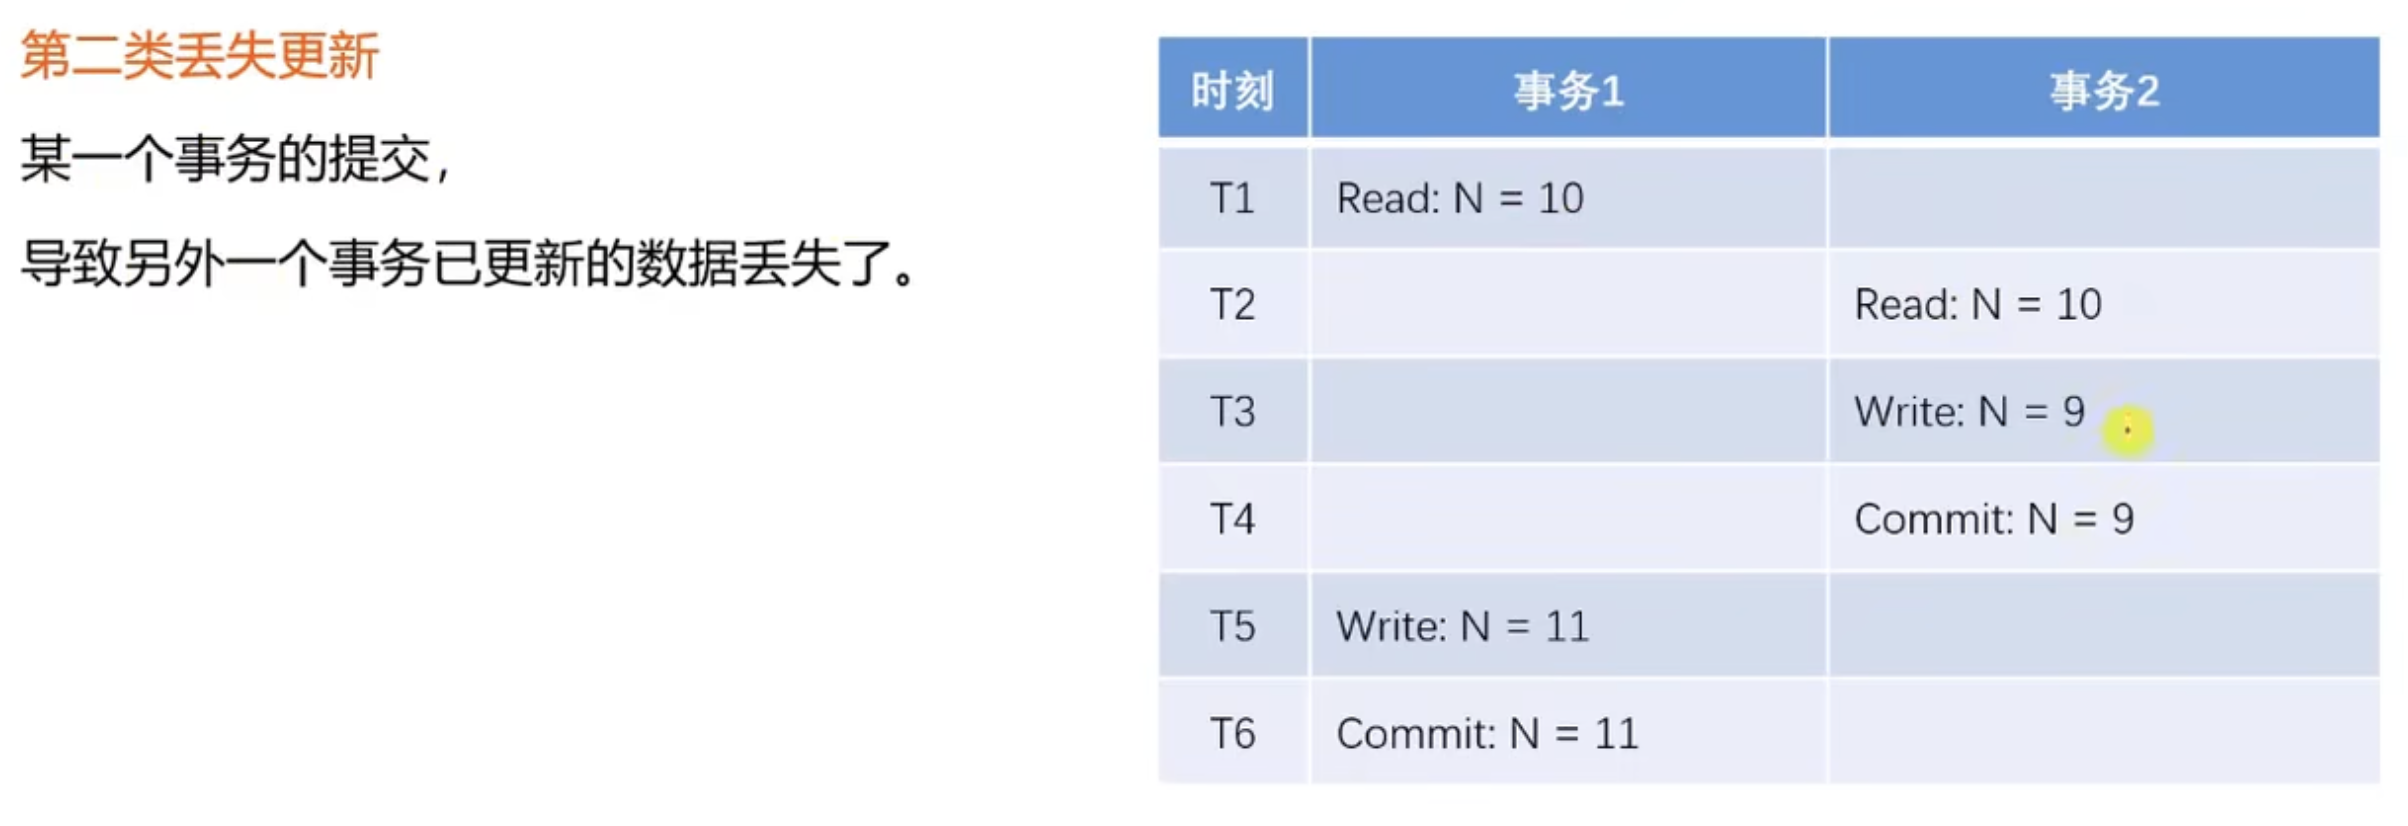 第二类丢失更新
某一个事务的提交，
导致另外一个事务已更新的数据丢失了。
时刻 事务1 事务2
T1 Read: N = 10
T2 Read: N = 10
T3 Write: N = 9
T4 Commit: N = 9
T5 Write: N = 11
T6 Commit: N = 11